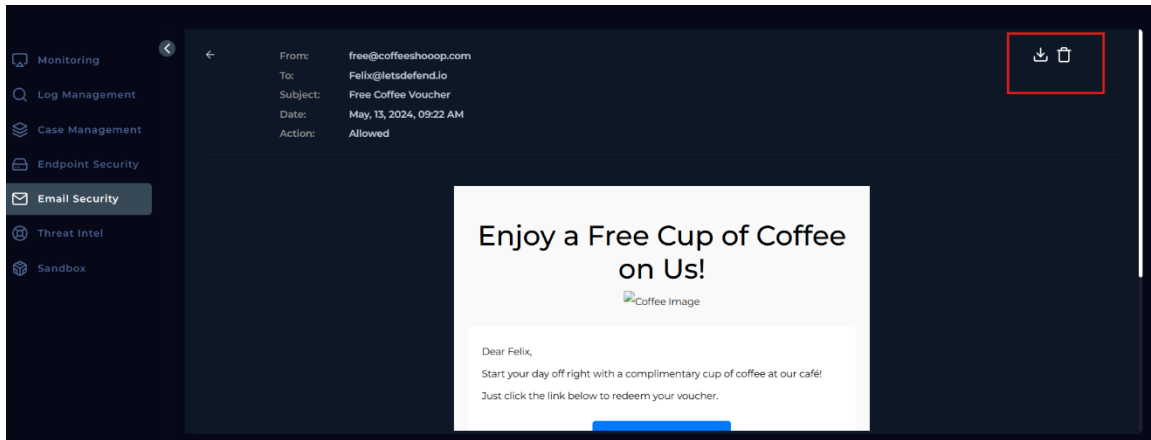 Monitoring
Log Management
Case Management
Endpoint Security
Email Security
Threat Intel
Sandbox
From: free@coffeeshooop.com
To: Felix@letsdefend.io
Subject: Free Coffee Voucher
Date: May, 13, 2024, 09:22 AM
Action: Allowed
Enjoy a Free Cup of Coffee
on Us!
Coffee Image
Dear Felix,
Start your day off right with a complimentary cup of coffee at our café!
Just click the link below to redeem your voucher.